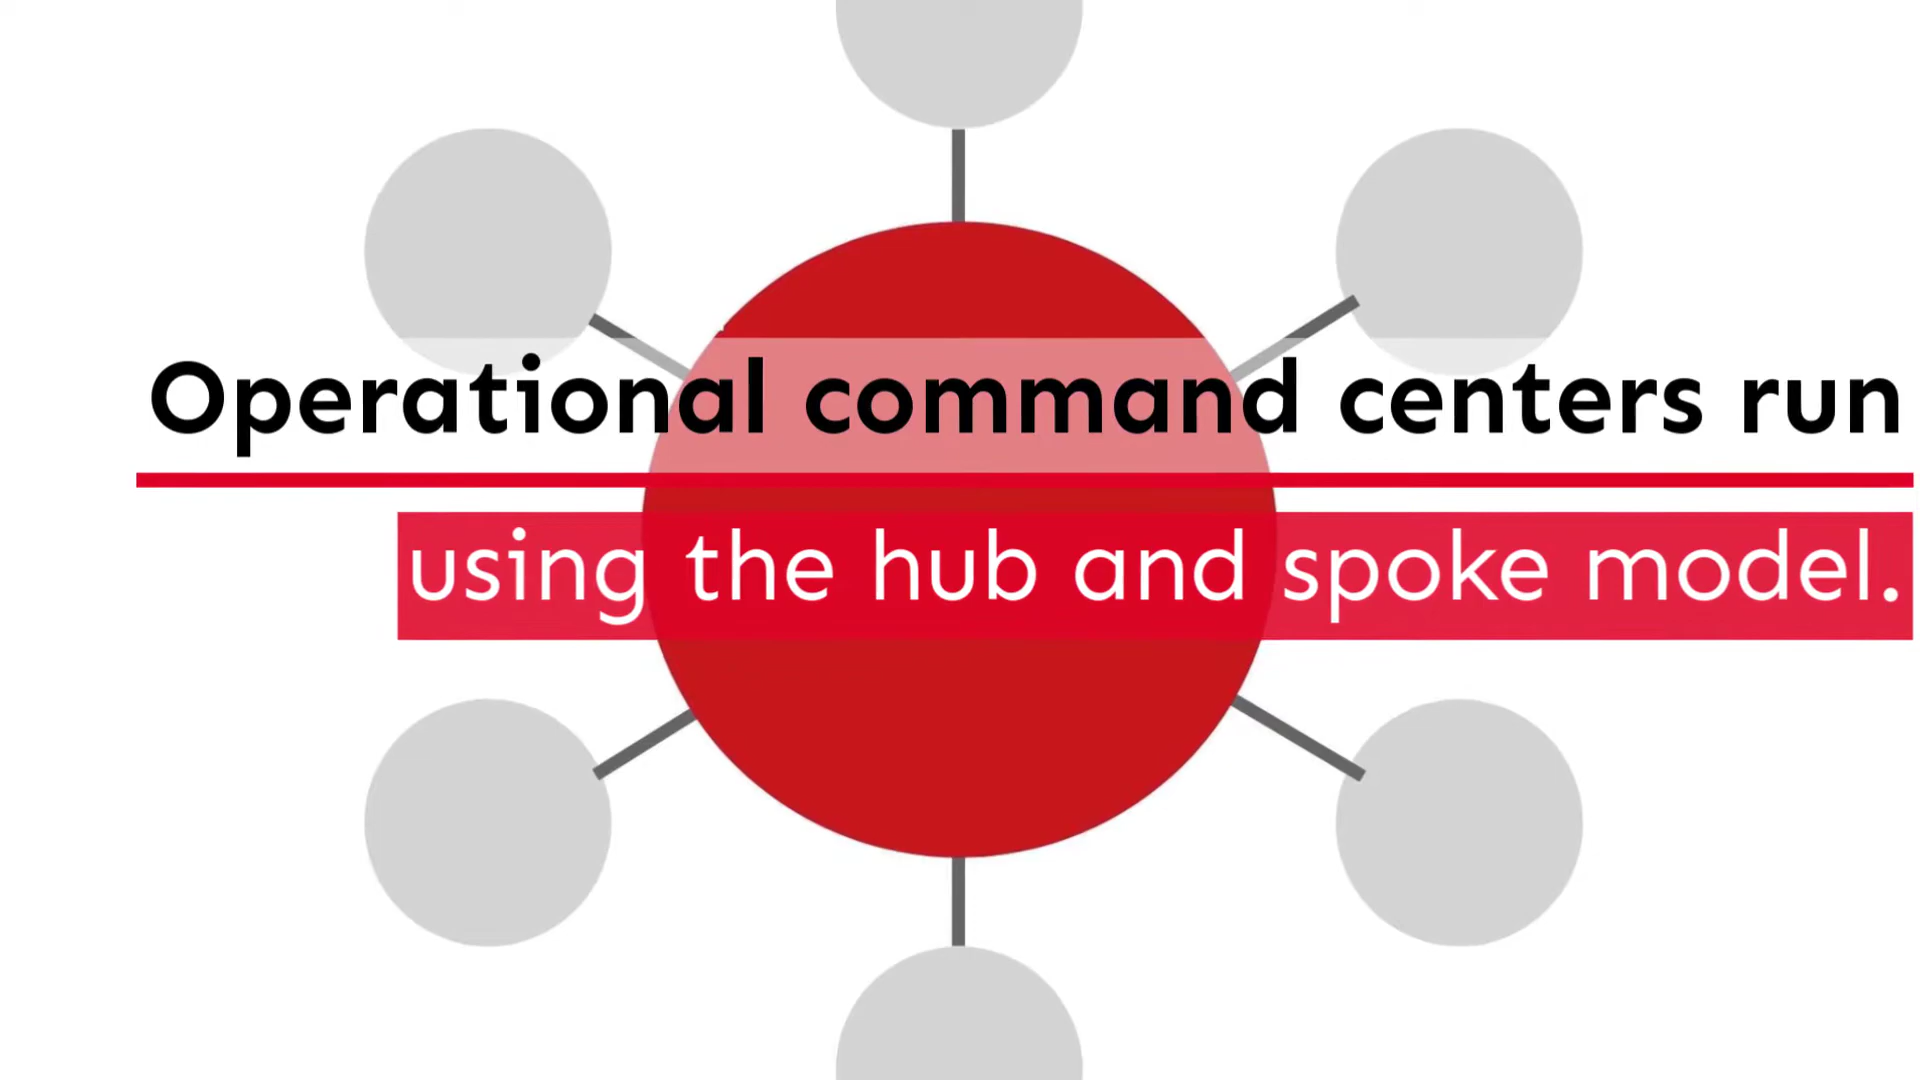 Operational command centers run
using the hub and spoke model.